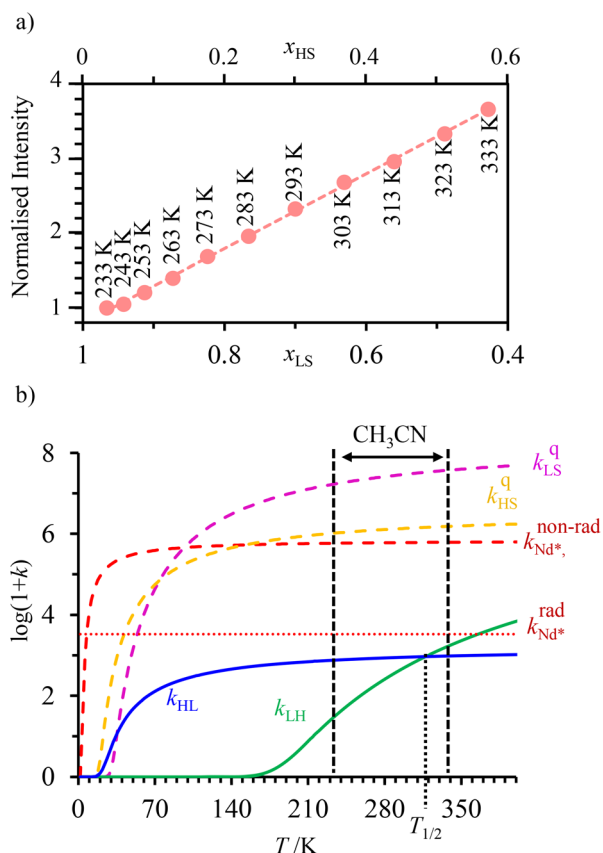 a)
x_HS
0 0.2 0.4 0.6
Normalised Intensity
4
3
2
1
233 K
243 K
253 K
263 K
273 K
283 K
293 K
303 K
313 K
323 K
333 K
1 0.8 0.6 0.4
x_LS
b)
CH₃CN
log(1+k)
8
6
4
2
0
k_LS^q
k_HS^q
k_Nd*,^non-rad
k_Nd*^rad
k_HL
k_LH
0 70 140 210 280 350
T /K
T_1/2